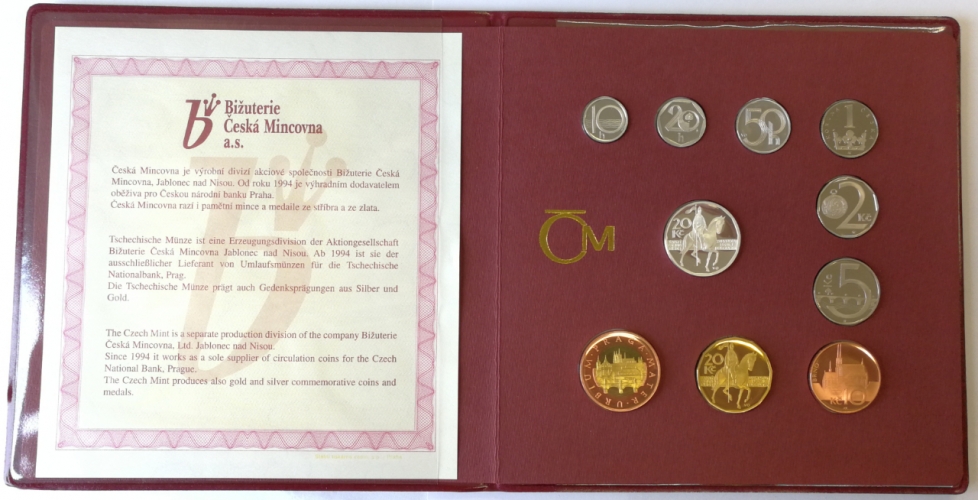 Bižuterie
Česká Mincovna
a.s.
Česká Mincovna je výrobní divizí akciové společnosti Bižuterie Česká
Mincovna, Jablonec nad Nisou. Od roku 1994 je výhradním dodavatelem
oběživa pro Českou národní banku Praha.
Česká Mincovna razí i pamětní mince a medaile ze stříbra a ze zlata.
Tschechische Münze ist eine Erzeugungsdivision der Aktiongesellschaft
Bižuterie Česká Mincovna Jablonec nad Nisou. Ab 1994 ist sie der
ausschließlicher Lieferant von Umlaufsmünzen für die Tschechische
Nationalbank, Prag.
Die Tschechische Münze prägt auch Gedenksprägungen aus Silber und
Gold.
The Czech Mint is a separate production division of the company Bižuterie
Česká Mincovna, Ltd. Jablonec nad Nisou.
Since 1994 it works as a sole supplier of circulation coins for the Czech
National Bank, Prague.
The Czech Mint produces also gold and silver commemorative coins and
medals.
10 h
20 h
50 h
1
2 Kč
ČM
20 Kč
5 Kč
PRAGA MATER URBIUM
20 Kč
10 Kč